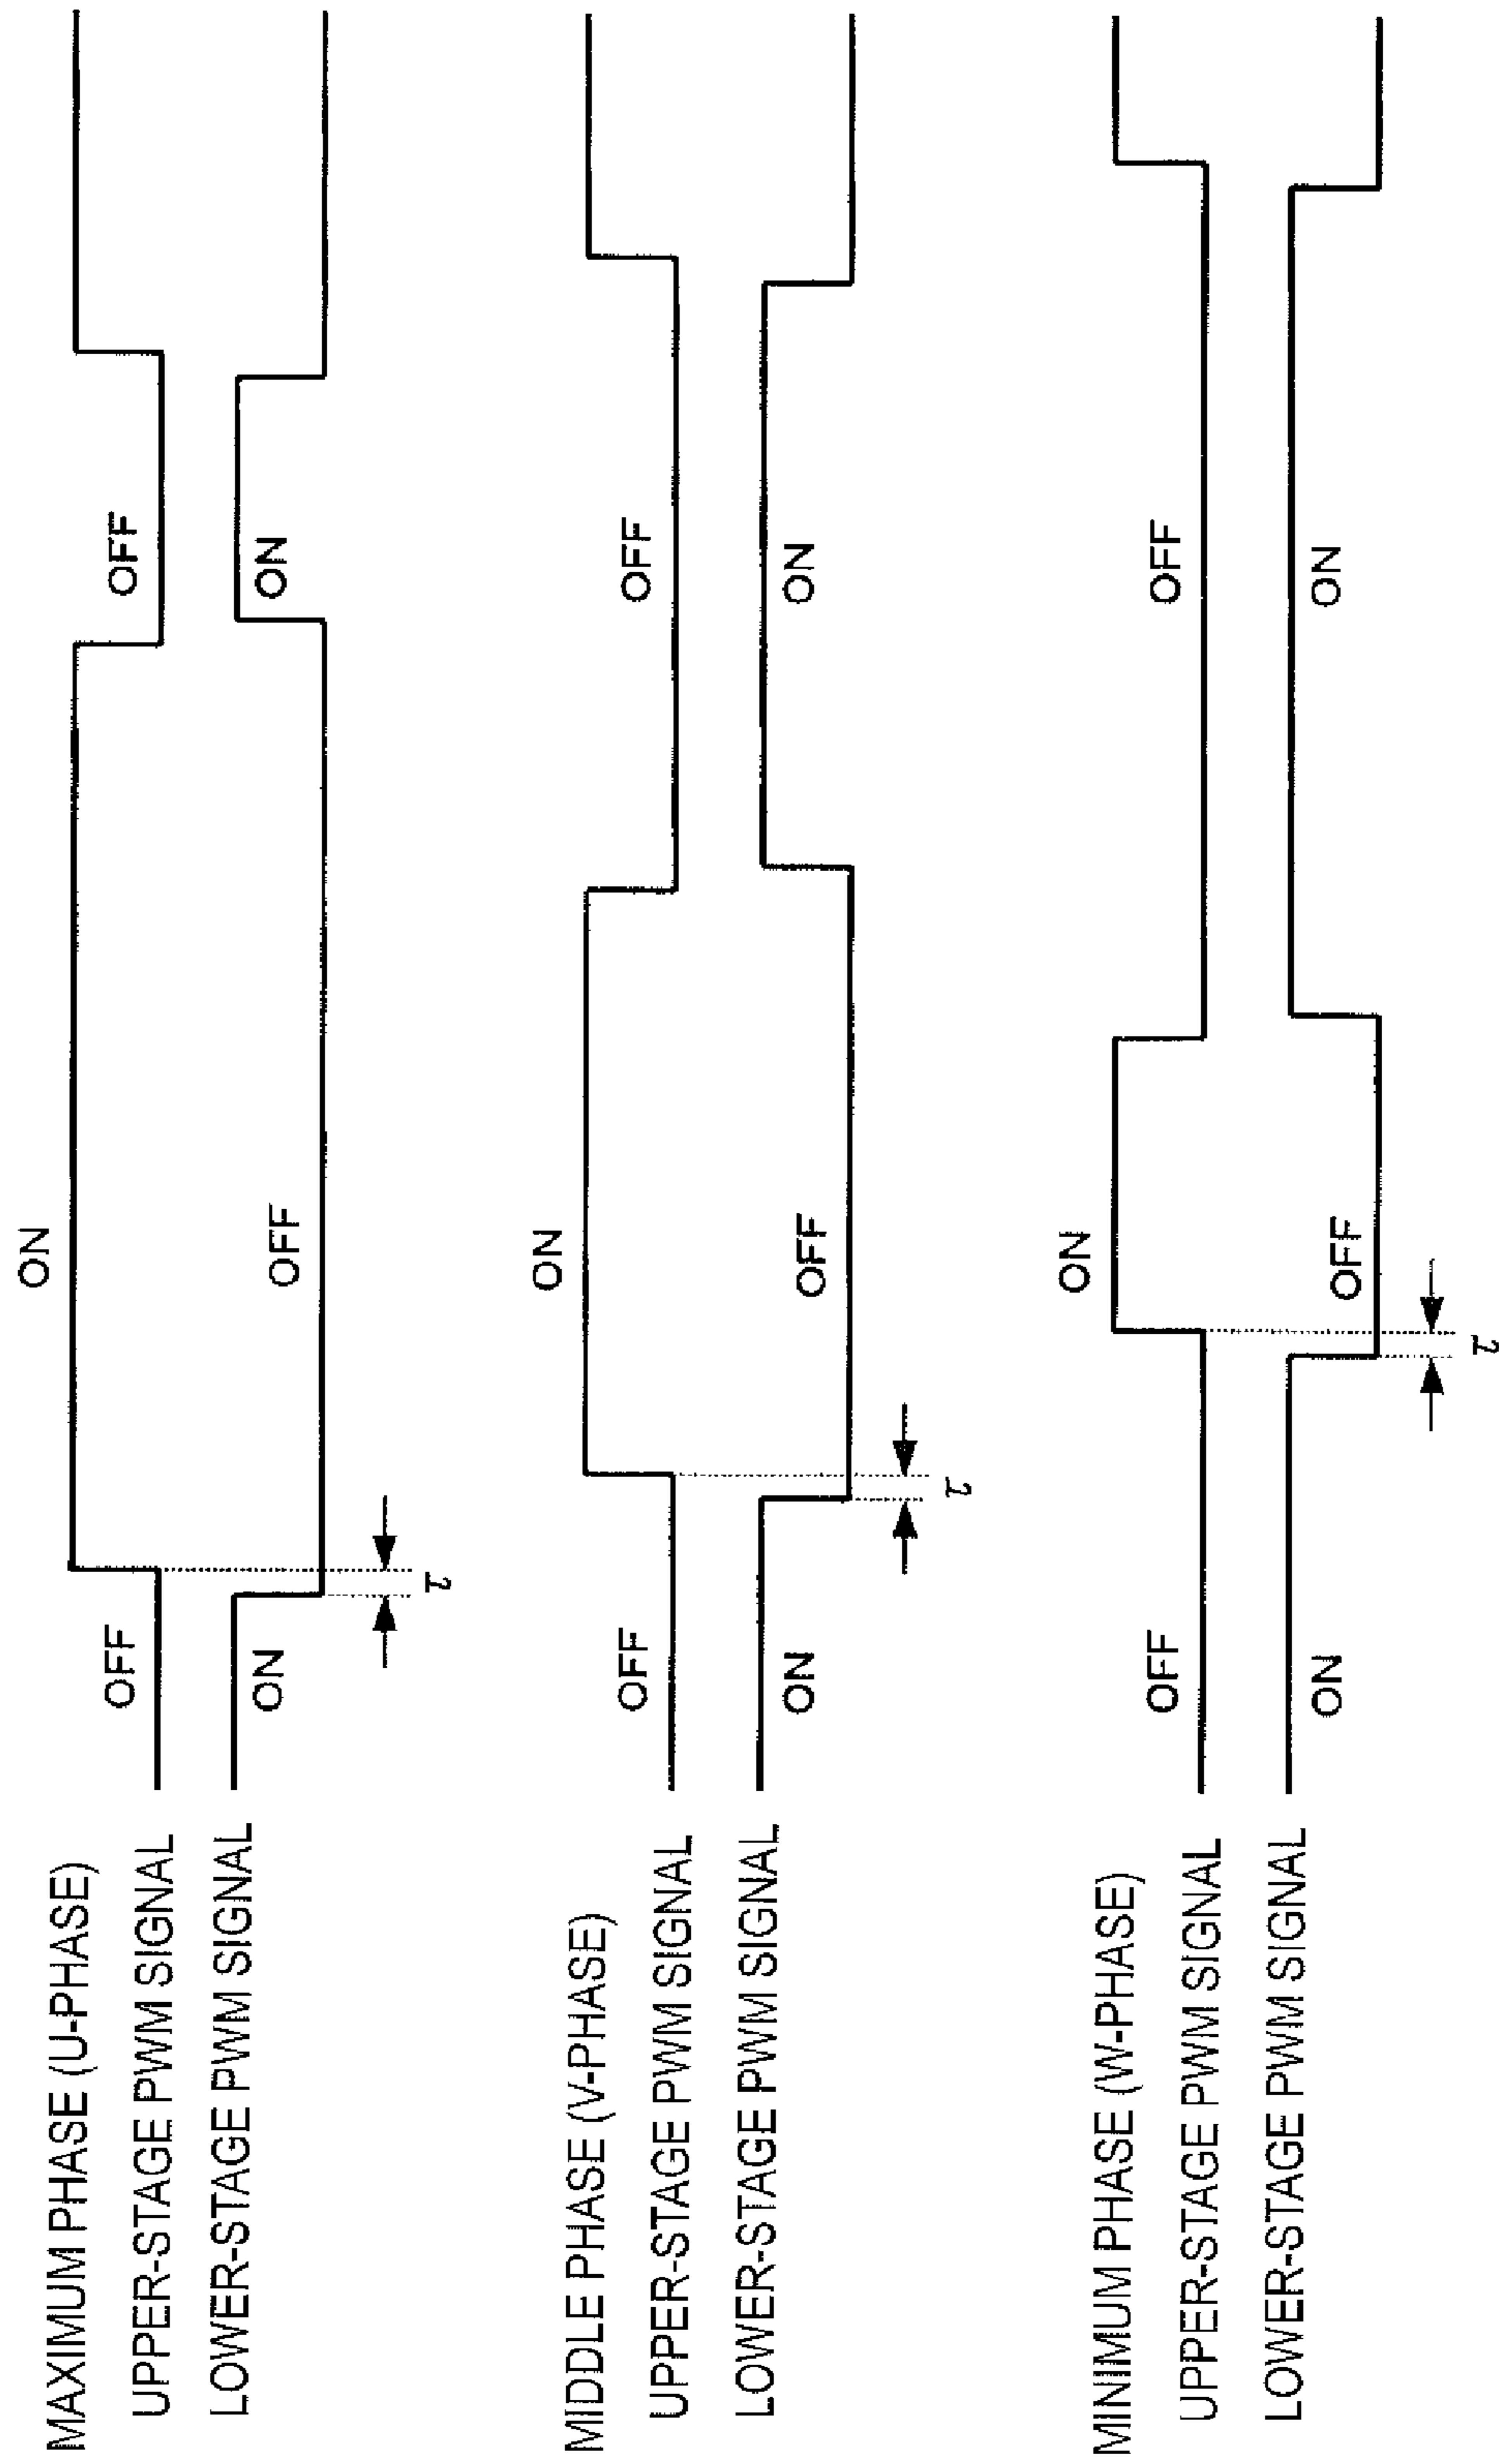 ON
MAXIMUM PHASE (U-PHASE)
UPPER-STAGE PWM SIGNAL OFF OFF
LOWER-STAGE PWM SIGNAL ON OFF ON
ON
MIDDLE PHASE (V-PHASE)
UPPER-STAGE PWM SIGNAL OFF OFF
LOWER-STAGE PWM SIGNAL ON OFF ON
ON
MINIMUM PHASE (W-PHASE)
UPPER-STAGE PWM SIGNAL OFF OFF
LOWER-STAGE PWM SIGNAL ON OFF ON